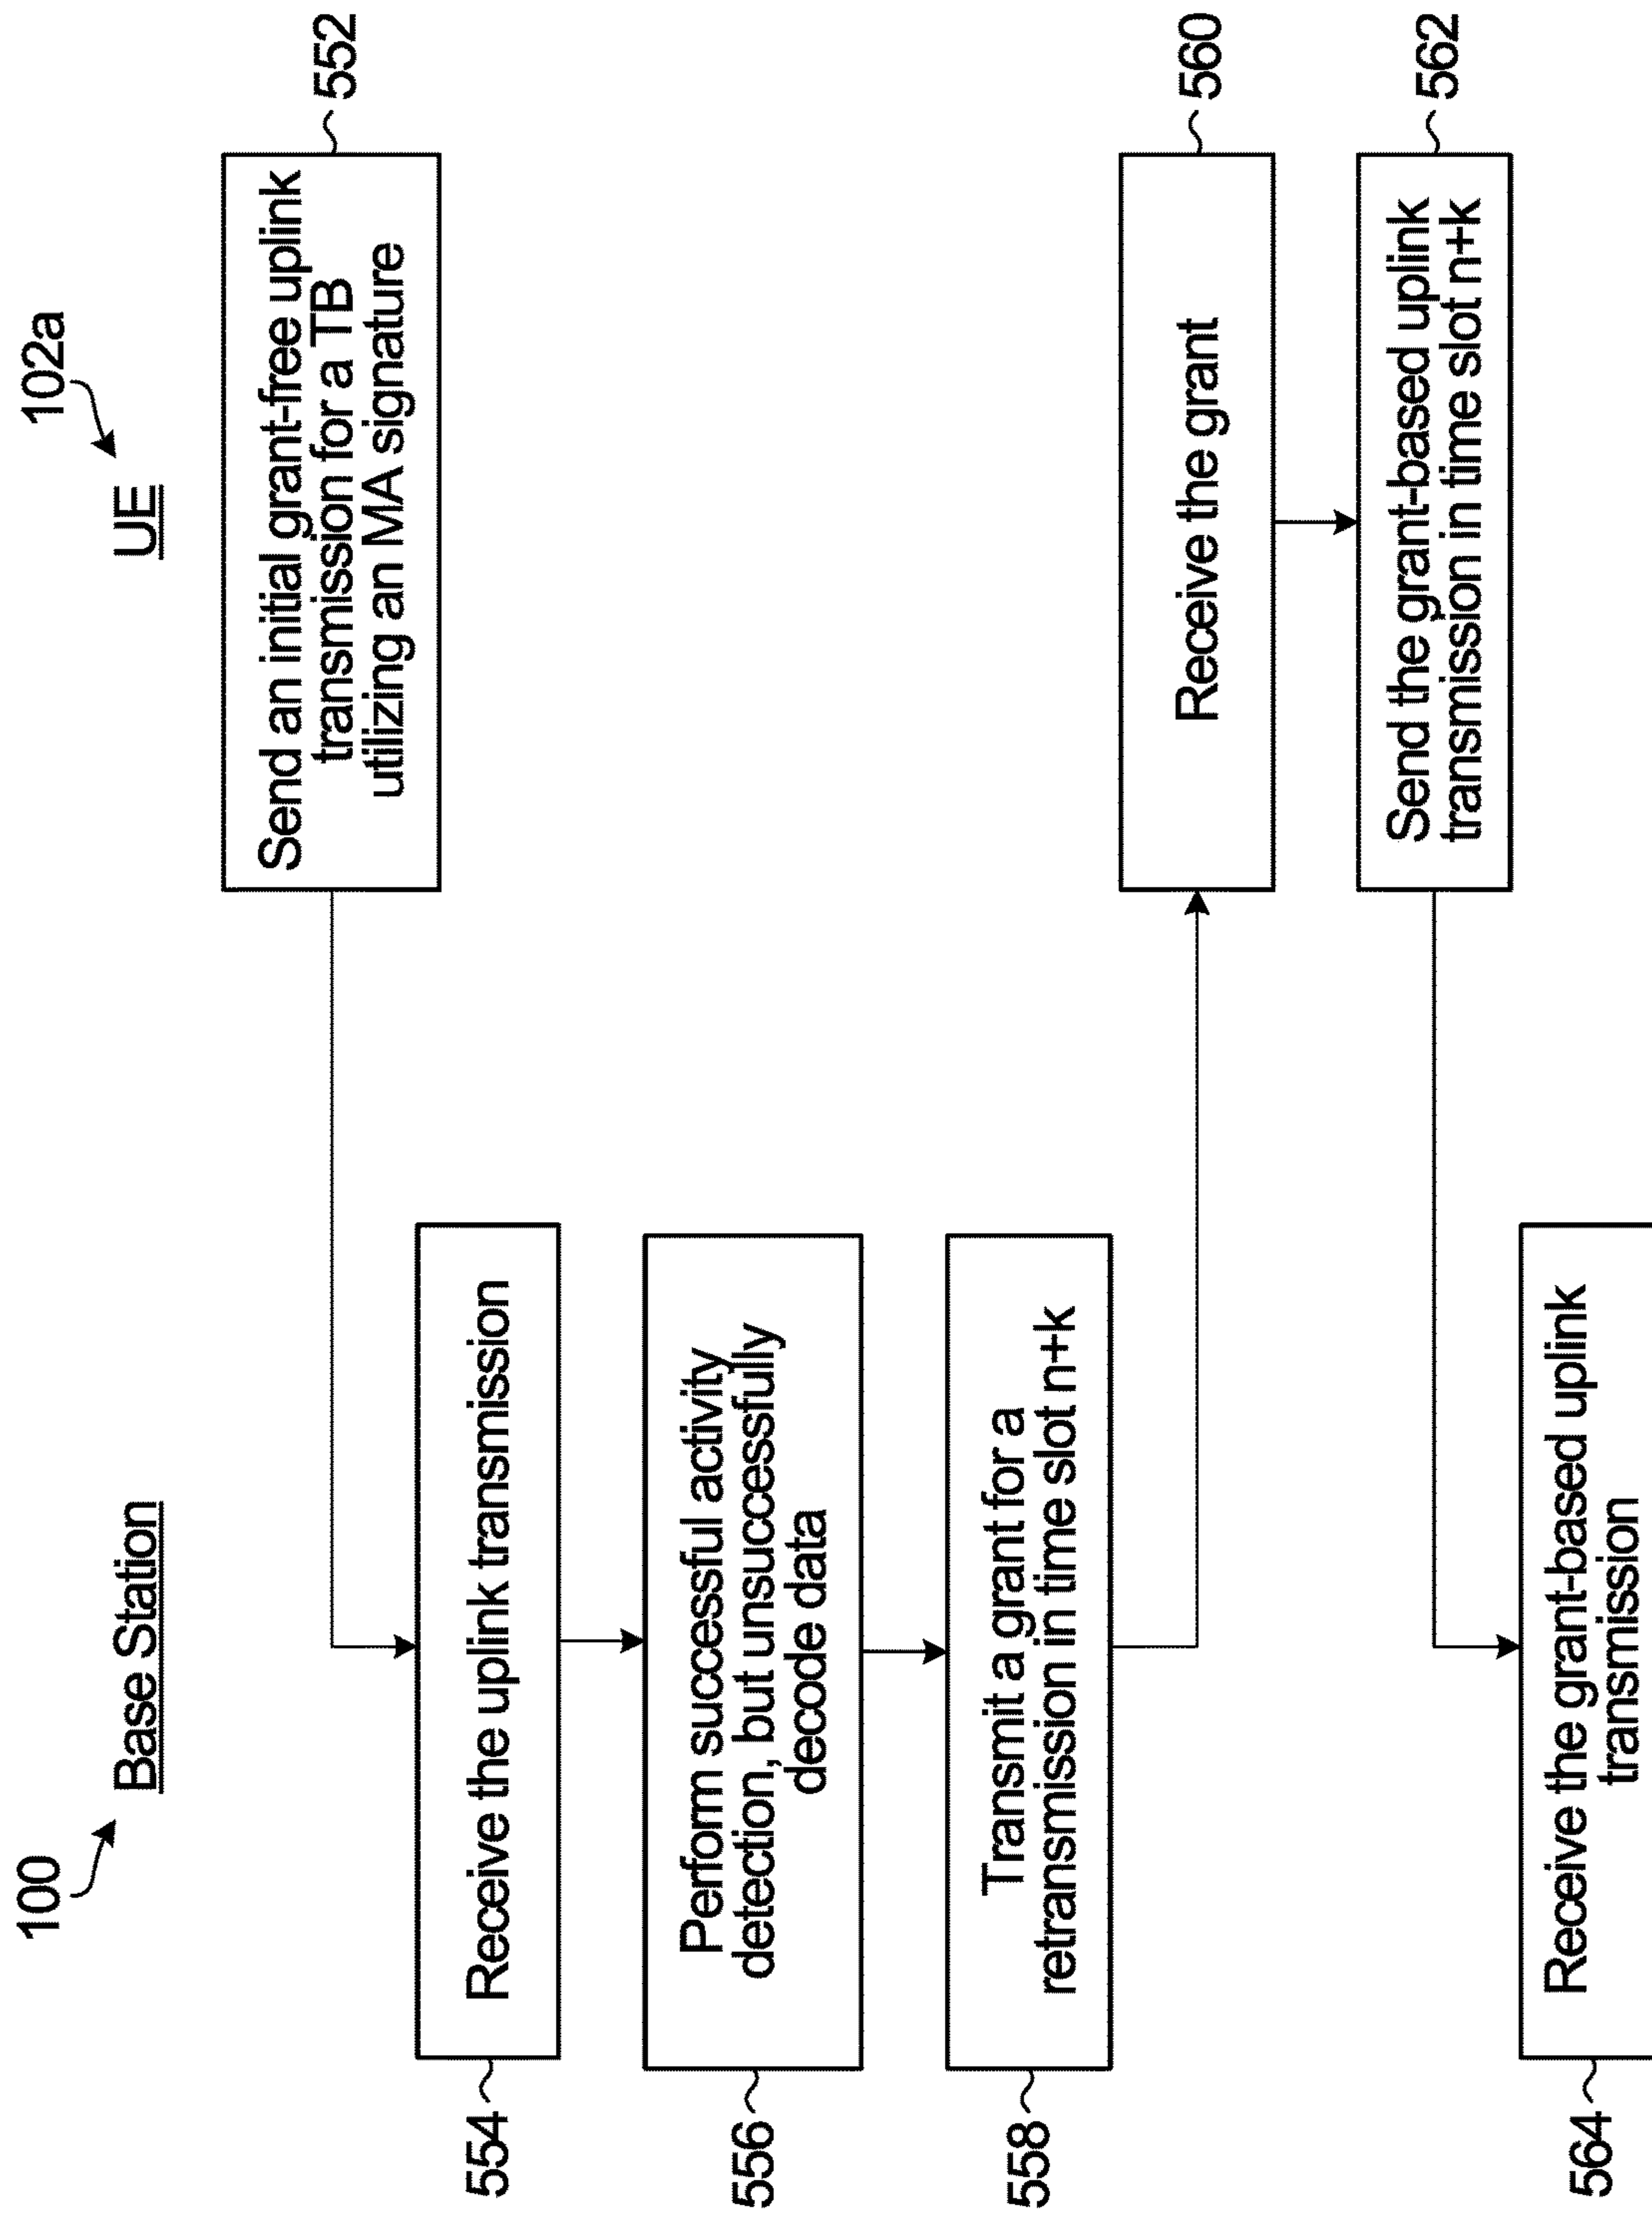 100
Base Station
102a
UE
Send an initial grant-free uplink
transmission for a TB
utilizing an MA signature
552
554
Receive the uplink transmission
556
Perform successful activity
detection, but unsuccessfully
decode data
558
Transmit a grant for a
retransmission in time slot n+k
Receive the grant
560
Send the grant-based uplink
transmission in time slot n+k
562
564
Receive the grant-based uplink
transmission